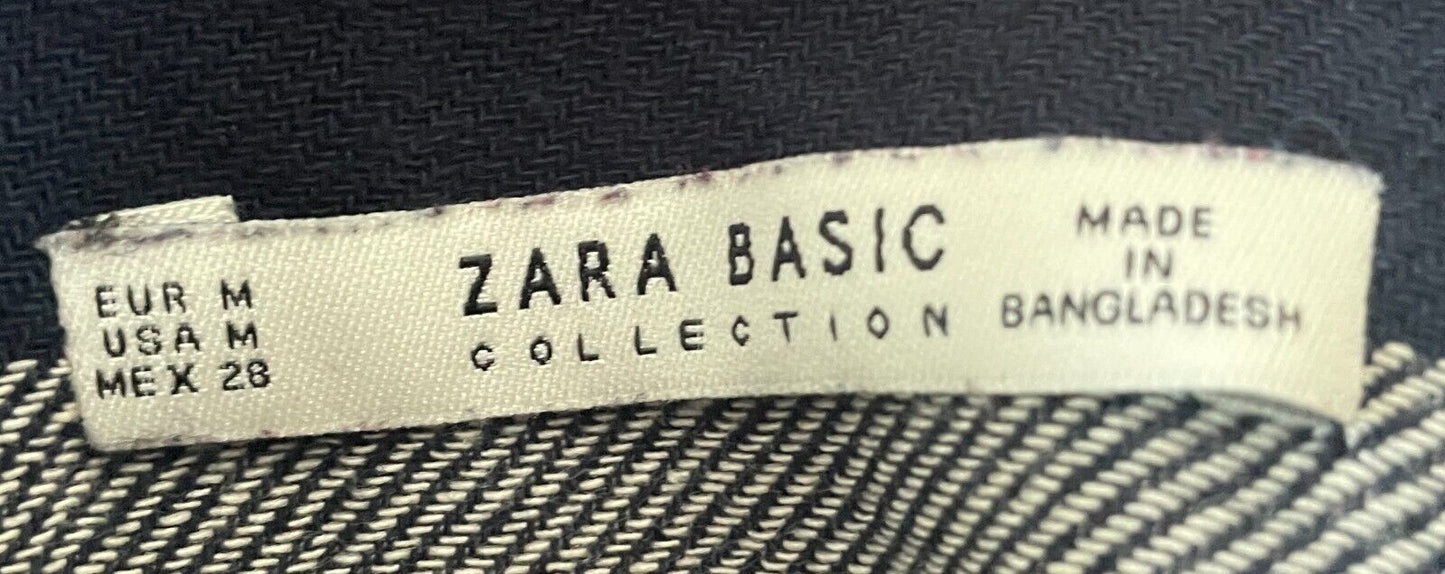 EUR M
USA M
MEX 28
ZARA BASIC
COLLECTION
MADE
IN
BANGLADESH